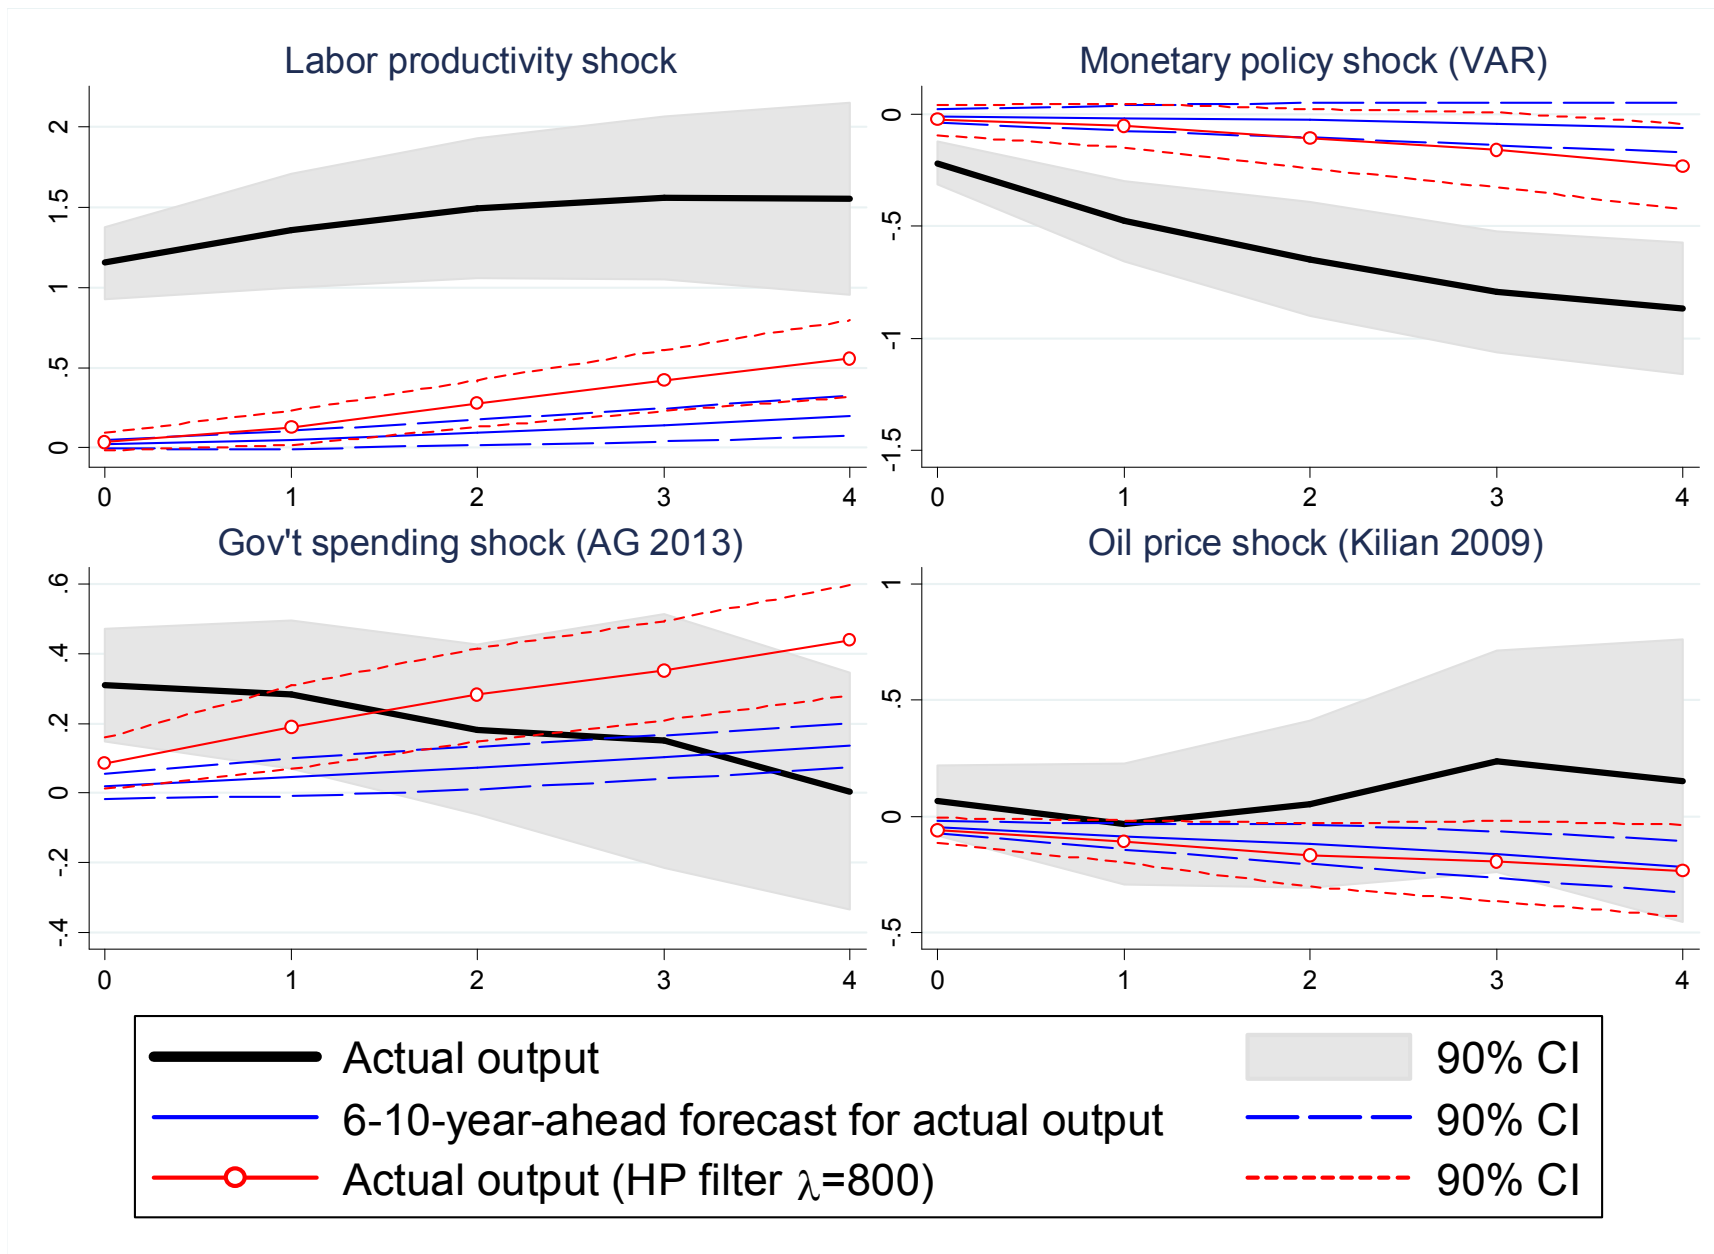 Labor productivity shock
Monetary policy shock (VAR)
2
1.5
1
.5
0
0 1 2 3 4
0
-.5
-1
-1.5
0 1 2 3 4
Gov't spending shock (AG 2013)
Oil price shock (Kilian 2009)
.6
.4
.2
0
-.2
-.4
0 1 2 3 4
1
.5
0
-.5
0 1 2 3 4
Actual output 90% CI
6-10-year-ahead forecast for actual output 90% CI
Actual output (HP filter λ=800) 90% CI